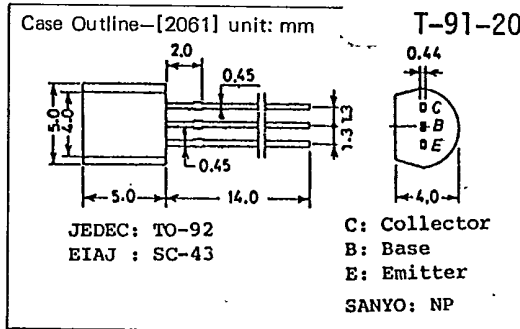 Case Outline—[2061] unit: mm
T-91-20
2.0
0.45
0.44
C
B
E
5.0
4.0
1.3
1.3
0.45
5.0
14.0
4.0
JEDEC: TO-92
EIAJ : SC-43
C: Collector
B: Base
E: Emitter
SANYO: NP